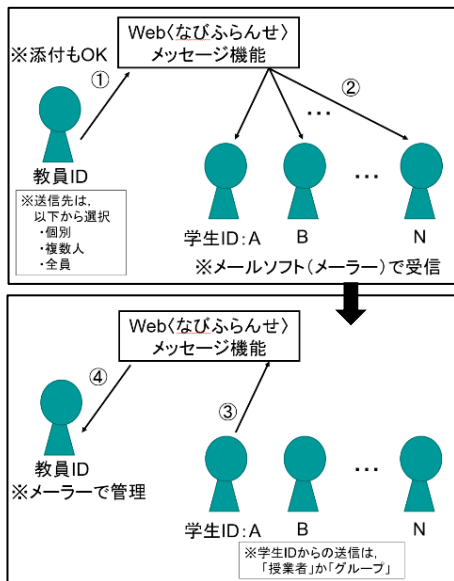 Web〈なびふらんせ〉
メッセージ機能
※添付もOK
①
②
…
…
教員ID
※送信先は,
以下から選択
・個別
・複数人
・全員
学生ID:A B N
※メールソフト(メーラー)で受信
Web〈なびふらんせ〉
メッセージ機能
④
③
…
教員ID
※メーラーで管理
学生ID:A B N
※学生IDからの送信は,
「授業者」か「グループ」